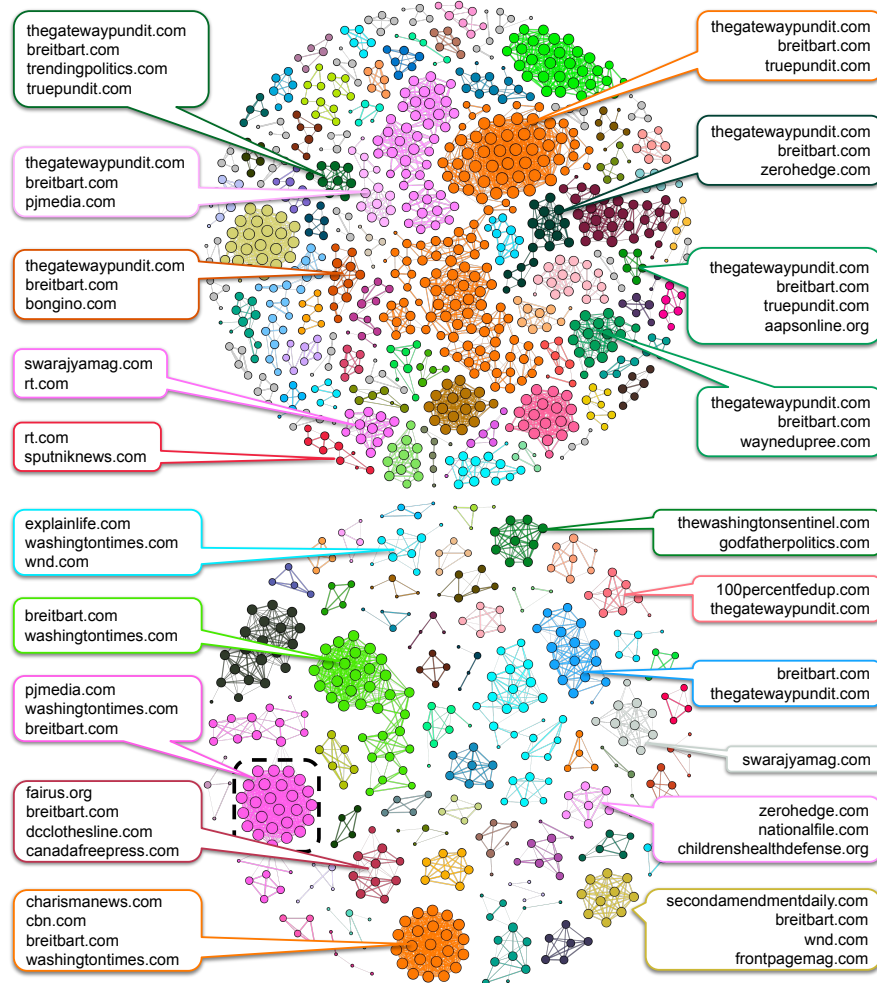 thegatewaypundit.com
breitbart.com
trendingpolitics.com
truepundit.com
thegatewaypundit.com
breitbart.com
truepundit.com
thegatewaypundit.com
breitbart.com
zerohedge.com
thegatewaypundit.com
breitbart.com
pjmedia.com
thegatewaypundit.com
breitbart.com
bongino.com
thegatewaypundit.com
breitbart.com
truepundit.com
aapsonline.org
swarajyamag.com
rt.com
thegatewaypundit.com
breitbart.com
waynedupree.com
rt.com
sputniknews.com
explainlife.com
washingtontimes.com
wnd.com
thewashingtonsentinel.com
godfatherpolitics.com
100percentfedup.com
thegatewaypundit.com
breitbart.com
washingtontimes.com
breitbart.com
thegatewaypundit.com
pjmedia.com
washingtontimes.com
breitbart.com
swarajyamag.com
fairus.org
breitbart.com
dcclothesline.com
canadafreepress.com
zerohedge.com
nationalfile.com
childrenshealthdefense.org
charismanews.com
cbn.com
breitbart.com
washingtontimes.com
secondamendmentdaily.com
breitbart.com
wnd.com
frontpagemag.com